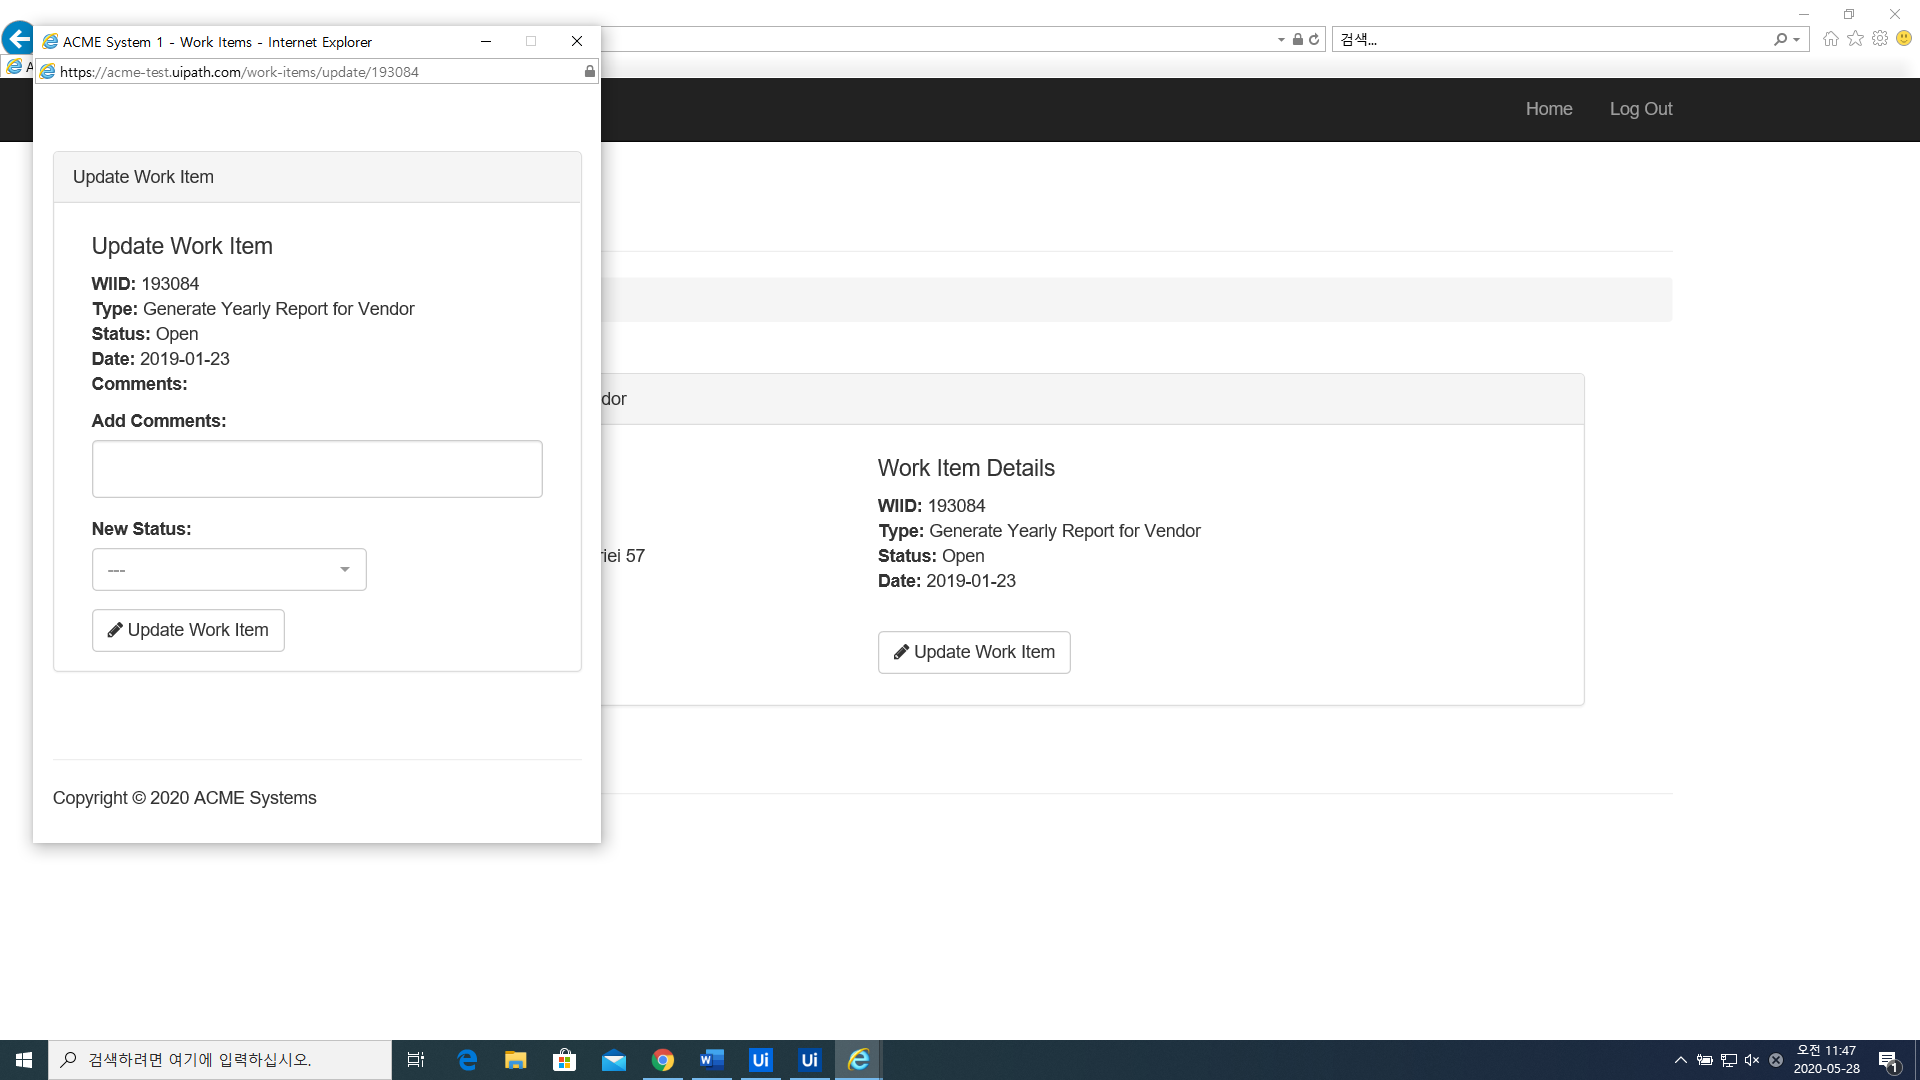 ACME System 1 - Work Items - Internet Explorer
https://acme-test.uipath.com/work-items/update/193084
검색...
A
Home
Log Out
Update Work Item
Update Work Item
WIID: 193084
Type: Generate Yearly Report for Vendor
Status: Open
Date: 2019-01-23
Comments:
Add Comments:
New Status:
---
Update Work Item
Copyright © 2020 ACME Systems
dor
riei 57
Work Item Details
WIID: 193084
Type: Generate Yearly Report for Vendor
Status: Open
Date: 2019-01-23
Update Work Item
검색하려면 여기에 입력하십시오.
W
Ui
Ui
오전 11:47
2020-05-28
1